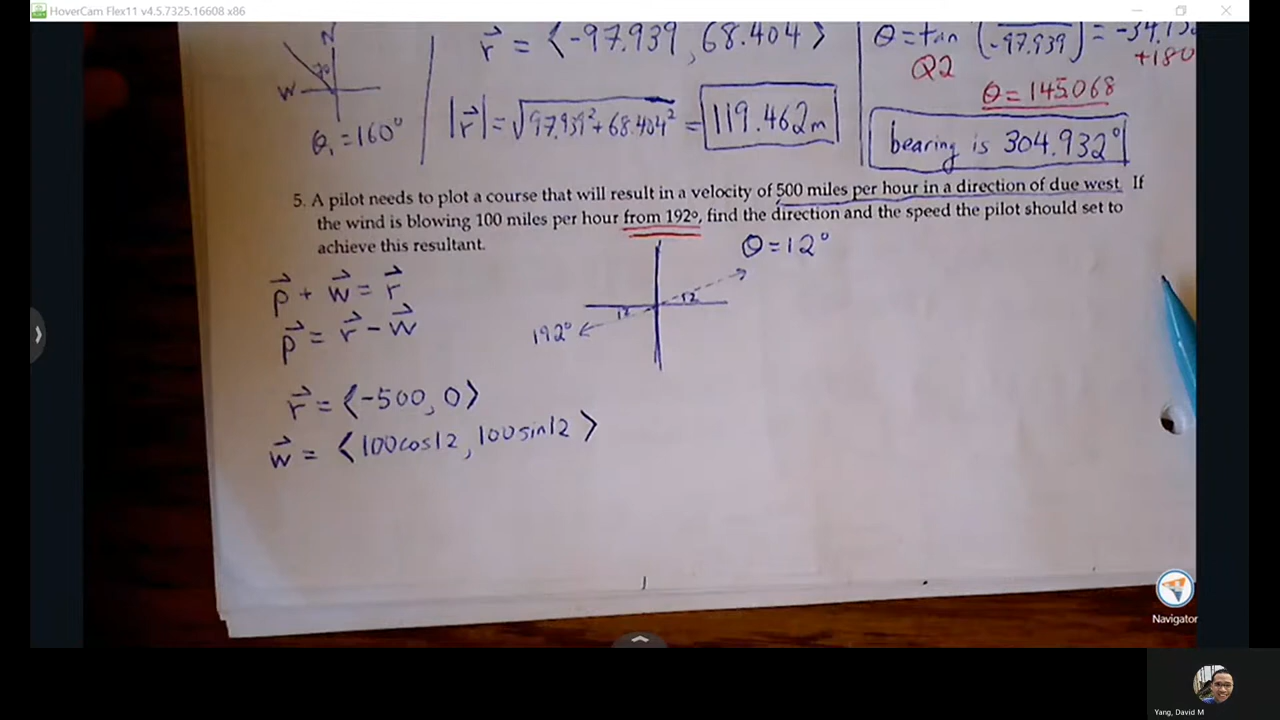 HoverCam Flex11 v4.5.7325.16608 x86
N
W
70
θ₁ = 160°
r⃗ = ⟨-97.939, 68.404⟩
|r⃗| = √97.939² + 68.404² = 119.462m
θ = tan ( /-97.939) =
+180
Q2
θ = 145.068
bearing is 304.932°
5. A pilot needs to plot a course that will result in a velocity of 500 miles per hour in a direction of due west. If
the wind is blowing 100 miles per hour from 192º, find the direction and the speed the pilot should set to
achieve this resultant.
θ = 12°
12
12
192°
p⃗ + w⃗ = r⃗
p⃗ = r⃗ - w⃗
r⃗ = ⟨-500, 0⟩
w⃗ = ⟨100cos12, 100sin12⟩
Navigator
Yang, David M